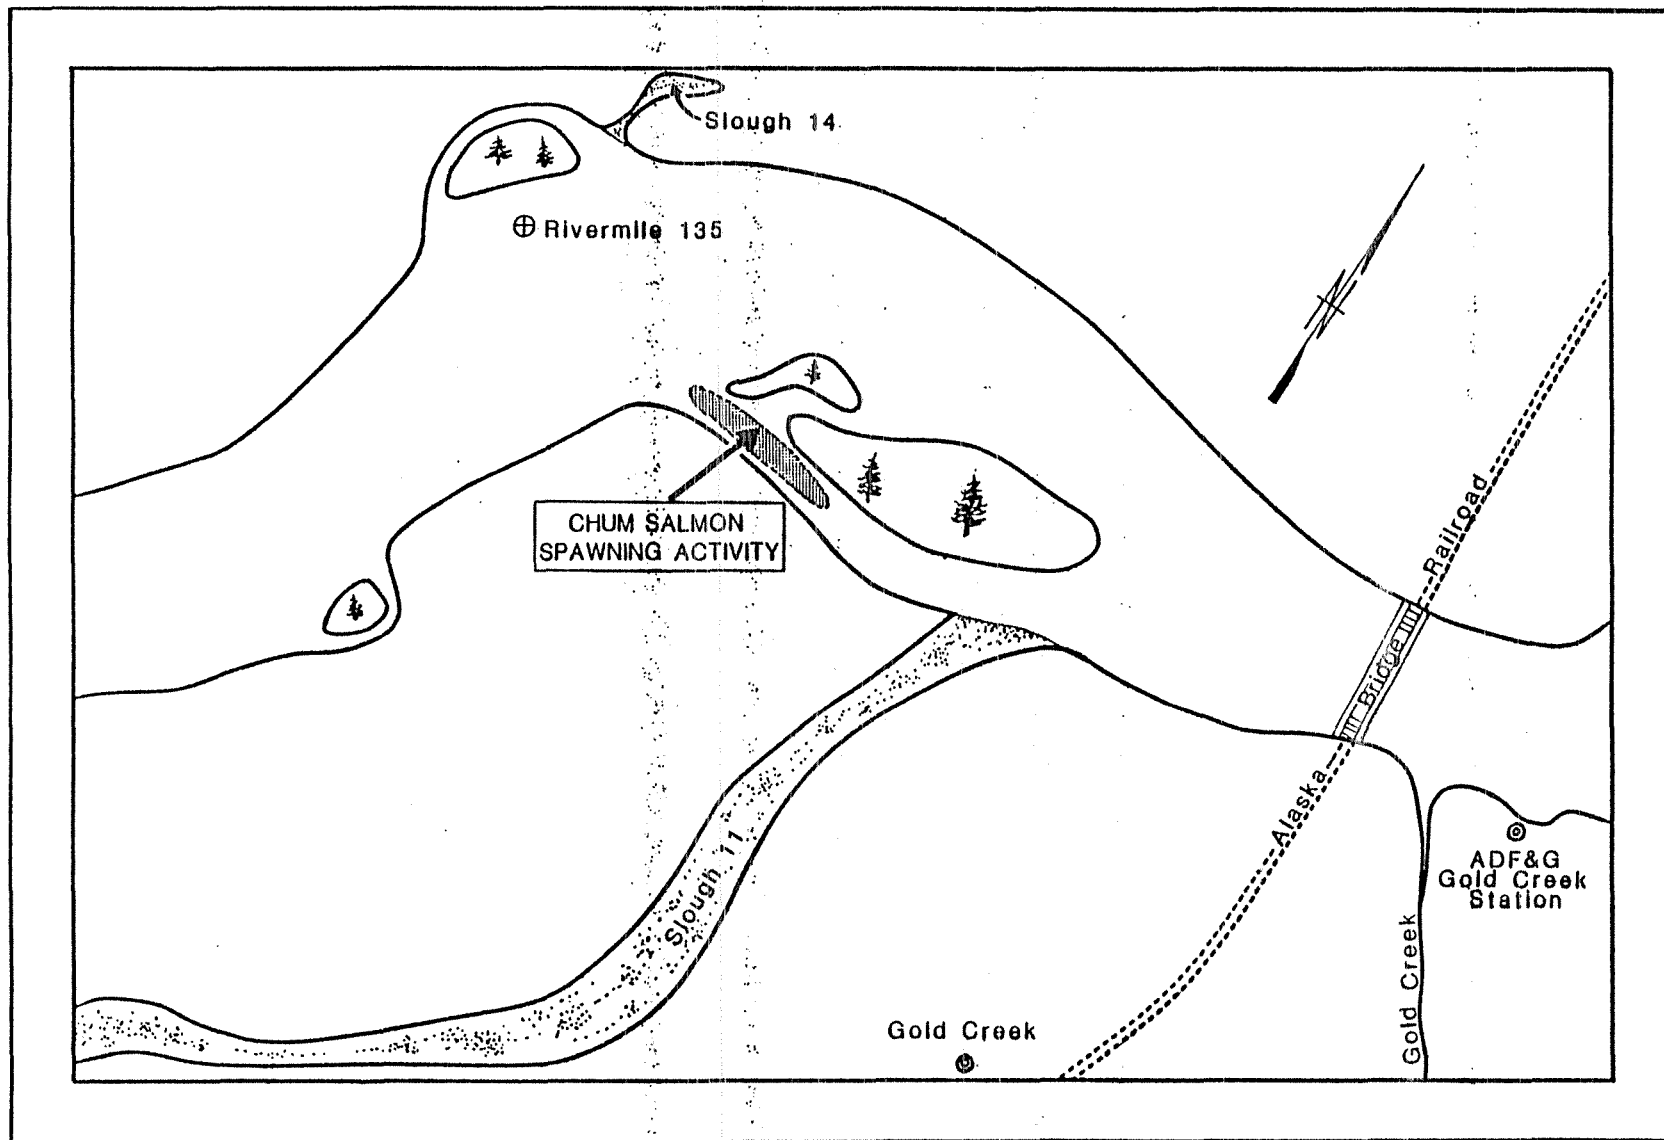 Slough 14
Rivermile 135
CHUM SALMON
SPAWNING ACTIVITY
Railroad
Bridge
Alaska
Slough 11
ADF&G
Gold Creek
Station
Gold Creek
Gold Creek
N